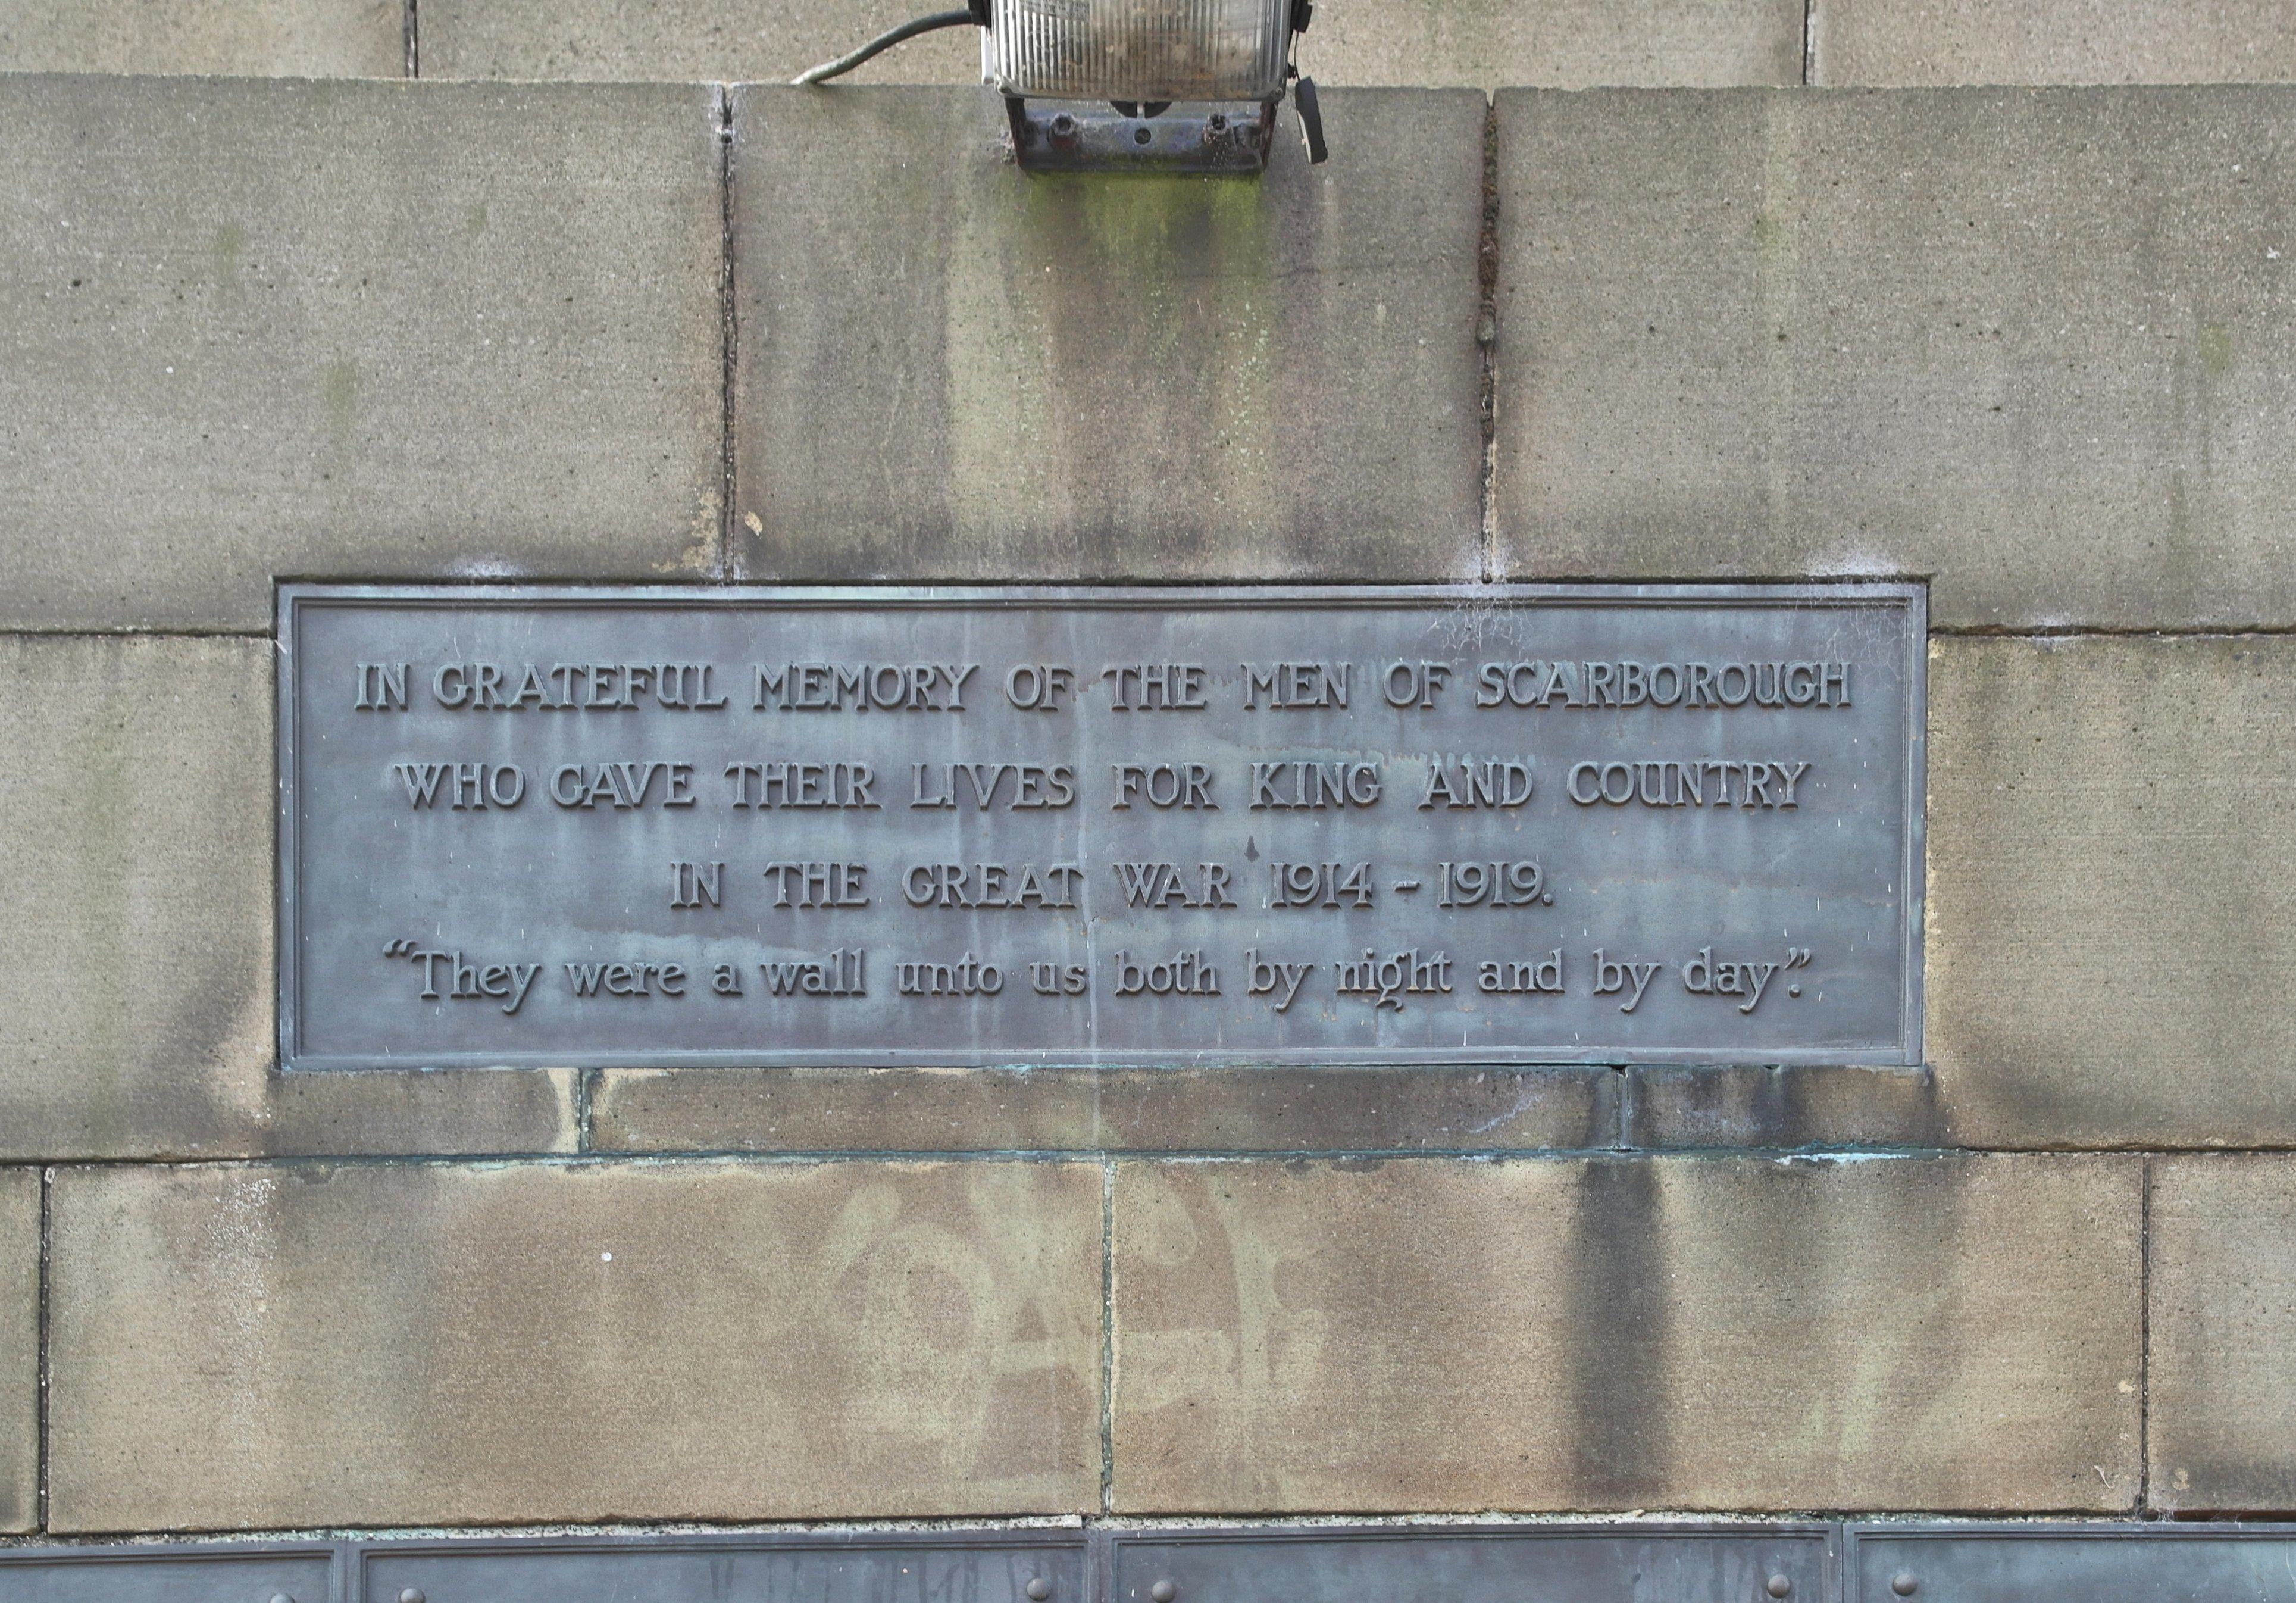 IN GRATEFUL MEMORY OF THE MEN OF SCARBOROUGH
WHO GAVE THEIR LIVES FOR KING AND COUNTRY
IN THE GREAT WAR 1914 - 1919.
“They were a wall unto us both by night and by day”.